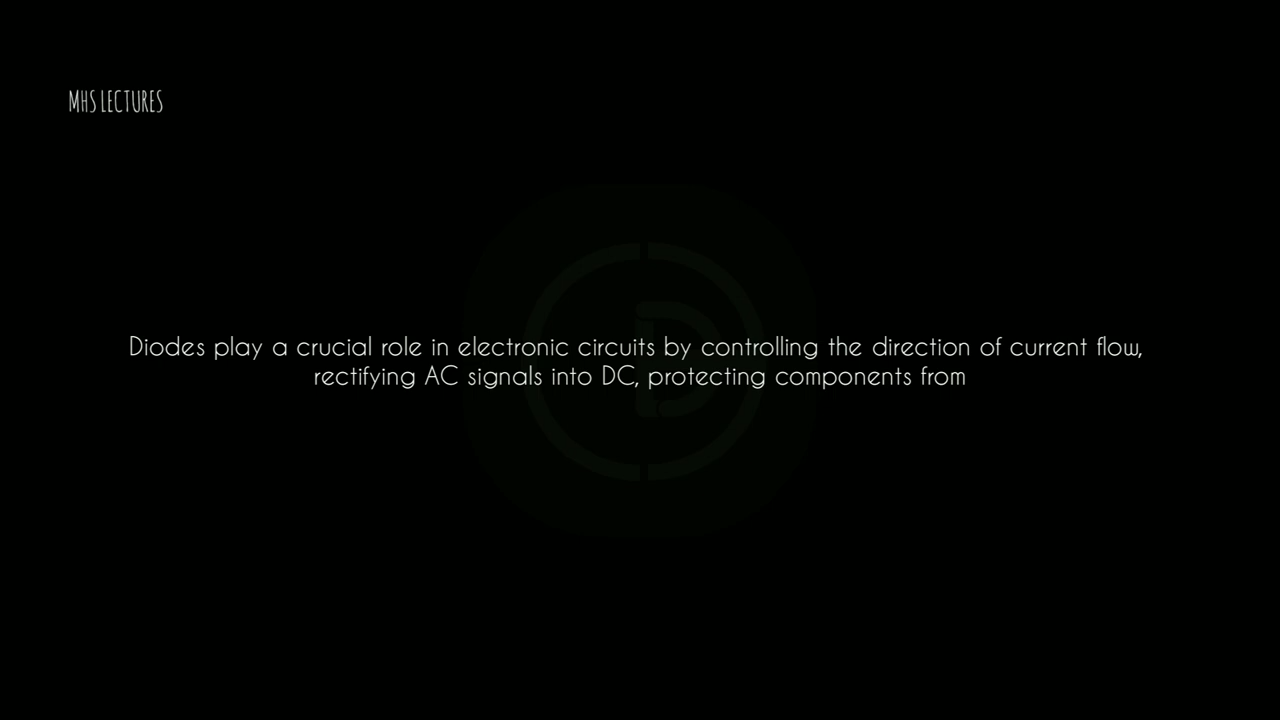 MHS LECTURES
Diodes play a crucial role in electronic circuits by controlling the direction of current flow,
rectifying AC signals into DC, protecting components from